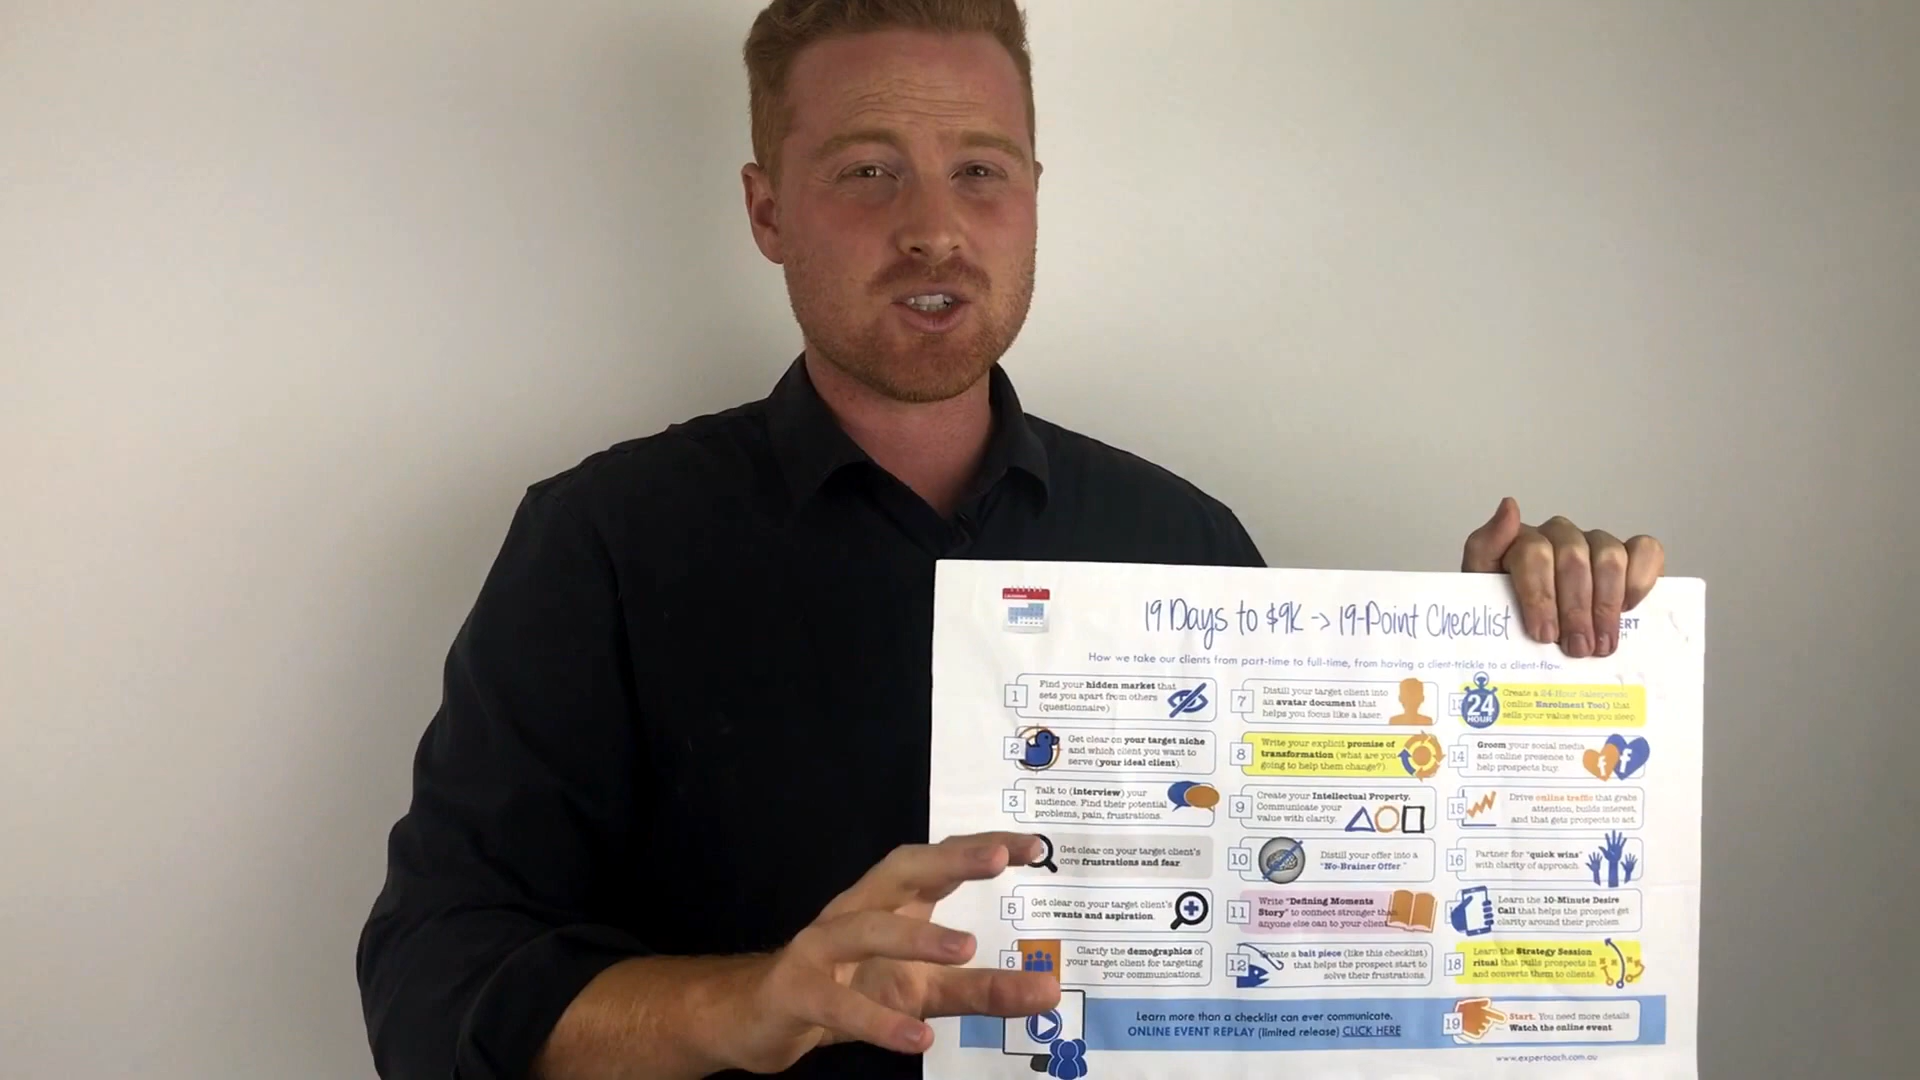 19 Days to $9K -> 19-Point Checklist
ERT
How we take our clients from part-time to full-time, from having a client-trickle to a client-flow
1
Find your hidden market that
sets you apart from others
(questionnaire)
2
Get clear on your target niche
and which client you want to
serve (your ideal client).
3
Talk to (interview) your
audience. Find their potential
problems, pain, frustrations.
Get clear on your target client's
core frustrations and fear.
5
Get clear on your target client's
core wants and aspiration.
6
Clarify the demographics of
your target client for targeting
your communications.
7
Distill your target client into
an avatar document that
helps you focus like a laser.
8
Write your explicit promise of
transformation (what are you
going to help them change?)
9
Create your Intellectual Property.
Communicate your
value with clarity.
10
Distill your offer into a
"No-Brainer Offer."
11
Write "Defining Moments
Story" to connect stronger than
anyone else can to your client
12
Create a bait piece (like this checklist)
that helps the prospect start to
solve their frustrations.
24
HOUR
Create a 24-Hour Salesperson
(online Enrolment Tool) that
sells your value when you sleep
14
Groom your social media
and online presence to
help prospects buy.
f f
15
Drive online traffic that grabs
attention, builds interest,
and that gets prospects to act.
16
Partner for "quick wins"
with clarity of approach.
Learn the 10-Minute Desire
Call that helps the prospect get
clarity around their problem
18
Learn the Strategy Session
ritual that pulls prospects in
and converts them to clients.
Learn more than a checklist can ever communicate.
ONLINE EVENT REPLAY (limited release) CLICK HERE
19
Start. You need more details
Watch the online event